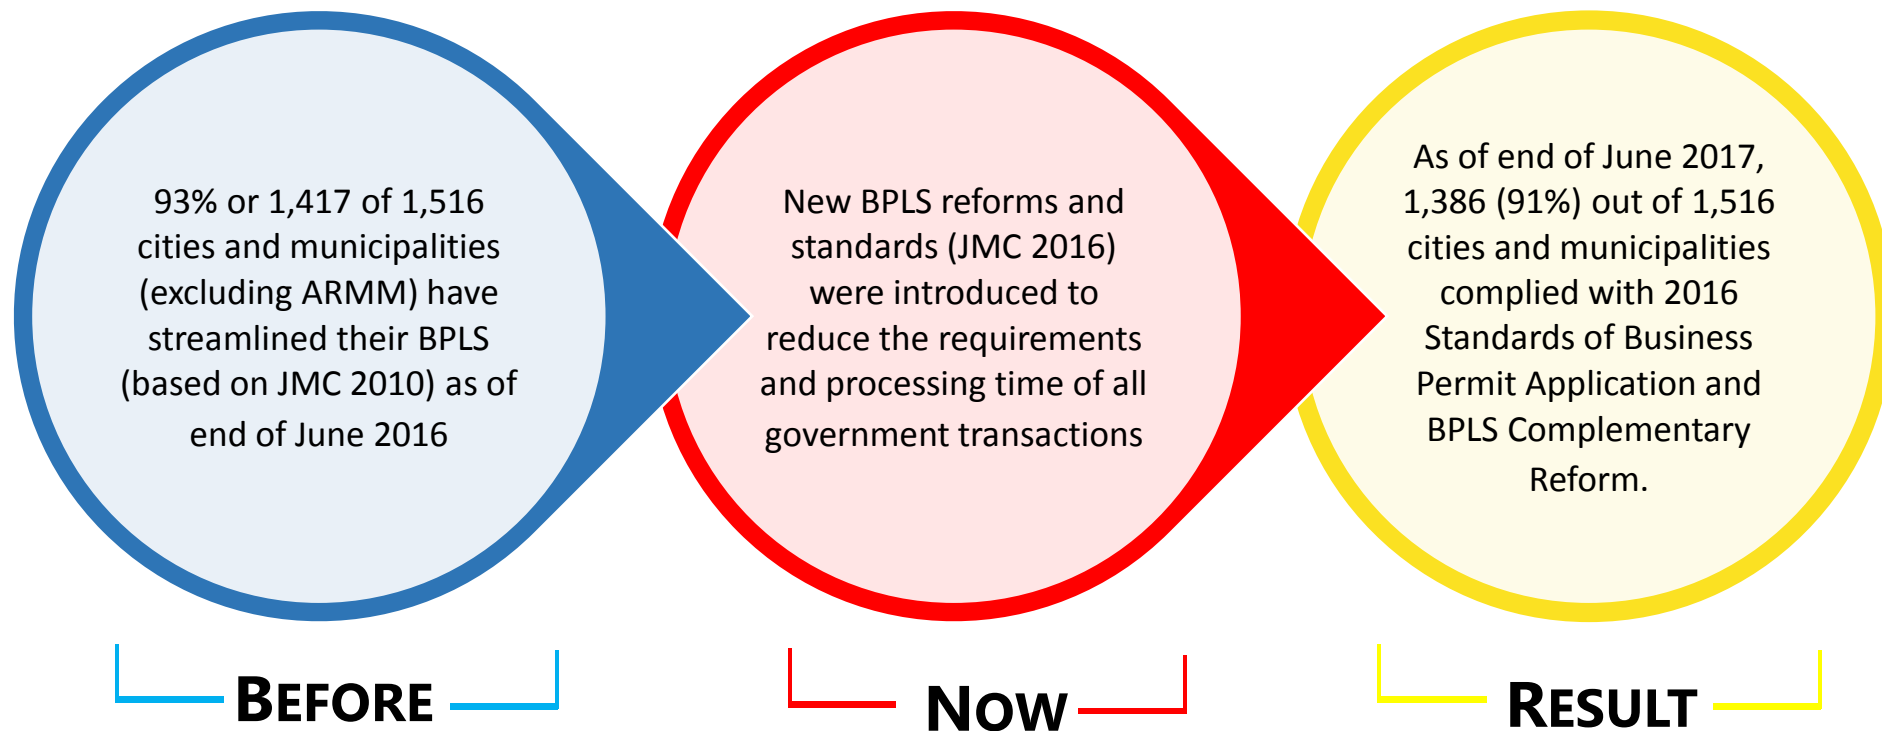 93% or 1,417 of 1,516
cities and municipalities
(excluding ARMM) have
streamlined their BPLS
(based on JMC 2010) as of
end of June 2016
New BPLS reforms and
standards (JMC 2016)
were introduced to
reduce the requirements
and processing time of all
government transactions
As of end of June 2017,
1,386 (91%) out of 1,516
cities and municipalities
complied with 2016
Standards of Business
Permit Application and
BPLS Complementary
Reform.
BEFORE
NOW
RESULT